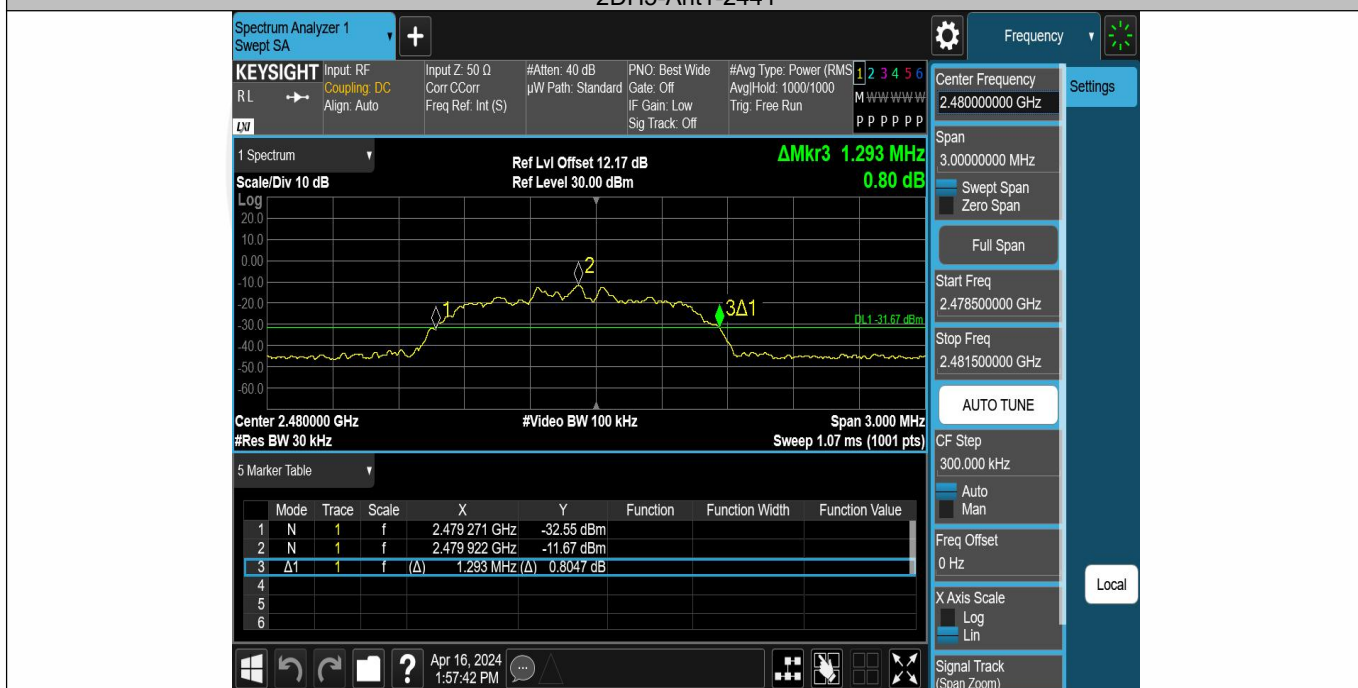 Spectrum Analyzer 1
Swept SA
+
Frequency
KEYSIGHT
R L
LXI
Input: RF
Coupling: DC
Align: Auto
Input Z: 50 Ω
Corr CCorr
Freq Ref: Int (S)
#Atten: 40 dB
µW Path: Standard
PNO: Best Wide
Gate: Off
IF Gain: Low
Sig Track: Off
#Avg Type: Power (RMS
Avg|Hold: 1000/1000
Trig: Free Run
1 2 3 4 5 6
M W W W W W
P P P P P P
1 Spectrum
Scale/Div 10 dB
Ref Lvl Offset 12.17 dB
Ref Level 30.00 dBm
ΔMkr3 1.293 MHz
0.80 dB
Log
20.0
10.0
0.00
-10.0
-20.0
-30.0
-40.0
-50.0
-60.0
1
2
3Δ1
DL1 -31.67 dBm
Center 2.480000 GHz
#Video BW 100 kHz
Span 3.000 MHz
#Res BW 30 kHz
Sweep 1.07 ms (1001 pts)
5 Marker Table
Mode Trace Scale X Y Function Function Width Function Value
1 N 1 f 2.479 271 GHz -32.55 dBm
2 N 1 f 2.479 922 GHz -11.67 dBm
3 Δ1 1 f (Δ) 1.293 MHz (Δ) 0.8047 dB
4
5
6
?
Apr 16, 2024
1:57:42 PM
Center Frequency
2.480000000 GHz
Settings
Span
3.00000000 MHz
Swept Span
Zero Span
Full Span
Start Freq
2.478500000 GHz
Stop Freq
2.481500000 GHz
AUTO TUNE
CF Step
300.000 kHz
Auto
Man
Freq Offset
0 Hz
X Axis Scale
Log
Lin
Local
Signal Track
(Span Zoom)